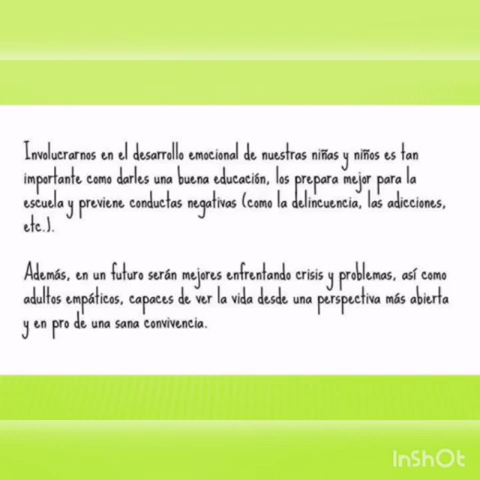 Involucrarnos en el desarrollo emocional de nuestras niñas y niños es tan
importante como darles una buena educación, los prepara mejor para la
escuela y previene conductas negativas (como la delincuencia, las adicciones,
etc.).
Además, en un futuro serán mejores enfrentando crisis y problemas, así como
adultos empáticos, capaces de ver la vida desde una perspectiva más abierta
y en pro de una sana convivencia.
InShOt